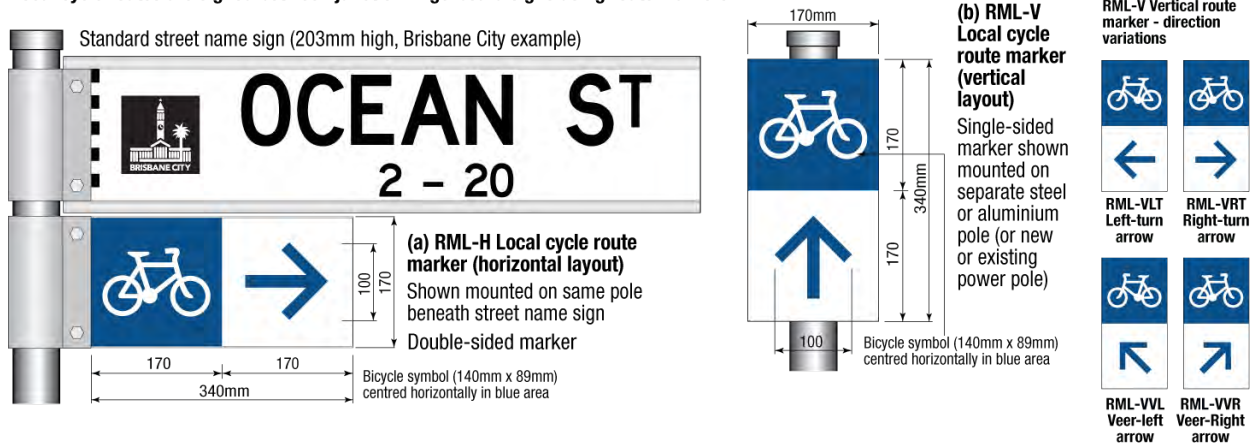 Standard street name sign (203mm high, Brisbane City example)
OCEAN ST
2 – 20
BRISBANE CITY
(a) RML-H Local cycle route
marker (horizontal layout)
Shown mounted on same pole
beneath street name sign
Double-sided marker
100
170
170
170
340mm
Bicycle symbol (140mm x 89mm)
centred horizontally in blue area
170mm
170
170
340mm
100
Bicycle symbol (140mm x 89mm)
centred horizontally in blue area
(b) RML-V
Local cycle
route marker
(vertical
layout)
Single-sided
marker shown
mounted on
separate steel
or aluminium
pole (or new
or existing
power pole)
RML-V Vertical route
marker - direction
variations
RML-VLT
Left-turn
arrow
RML-VRT
Right-turn
arrow
RML-VVL
Veer-left
arrow
RML-VVR
Veer-Right
arrow